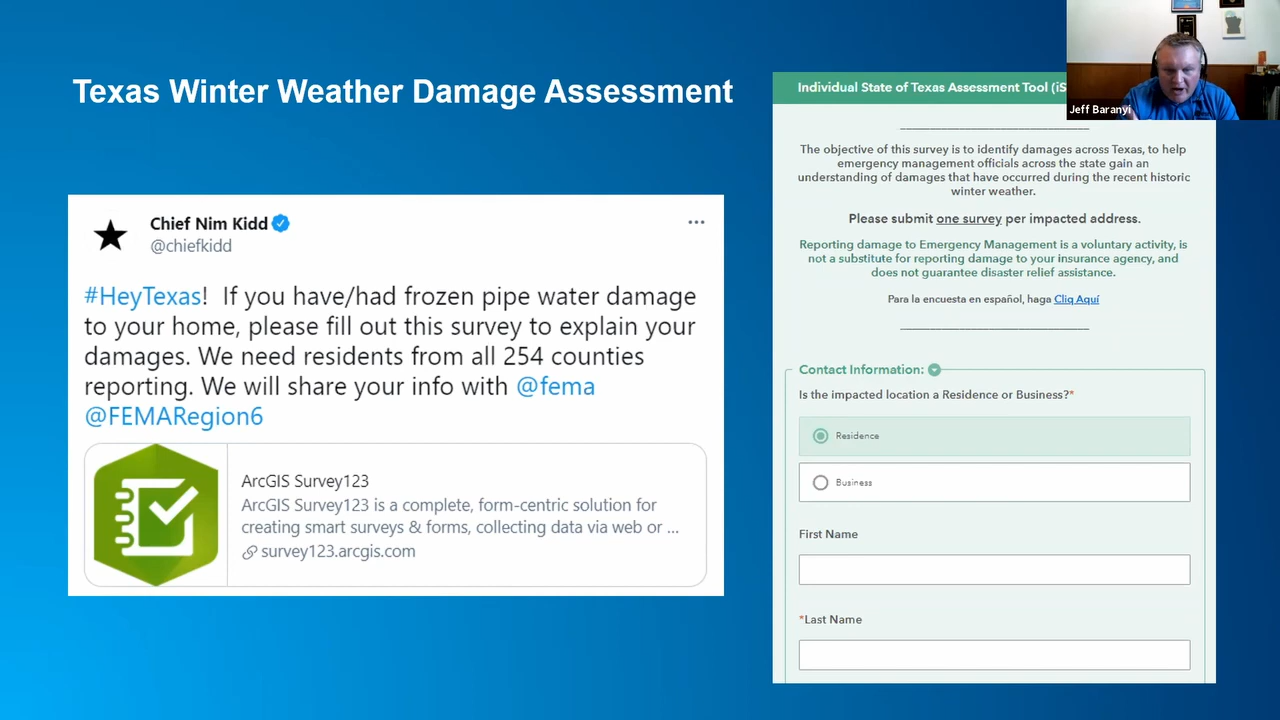 Texas Winter Weather Damage Assessment
Chief Nim Kidd
@chiefkidd
#HeyTexas! If you have/had frozen pipe water damage
to your home, please fill out this survey to explain your
damages. We need residents from all 254 counties
reporting. We will share your info with @fema
@FEMARegion6
ArcGIS Survey123
ArcGIS Survey123 is a complete, form-centric solution for
creating smart surveys & forms, collecting data via web or ...
survey123.arcgis.com
Individual State of Texas Assessment Tool (iS
Jeff Baranyi
The objective of this survey is to identify damages across Texas, to help
emergency management officials across the state gain an
understanding of damages that have occurred during the recent historic
winter weather.
Please submit one survey per impacted address.
Reporting damage to Emergency Management is a voluntary activity, is
not a substitute for reporting damage to your insurance agency, and
does not guarantee disaster relief assistance.
Para la encuesta en español, haga Cliq Aquí
Contact Information:
Is the impacted location a Residence or Business?*
Residence
Business
First Name
*Last Name